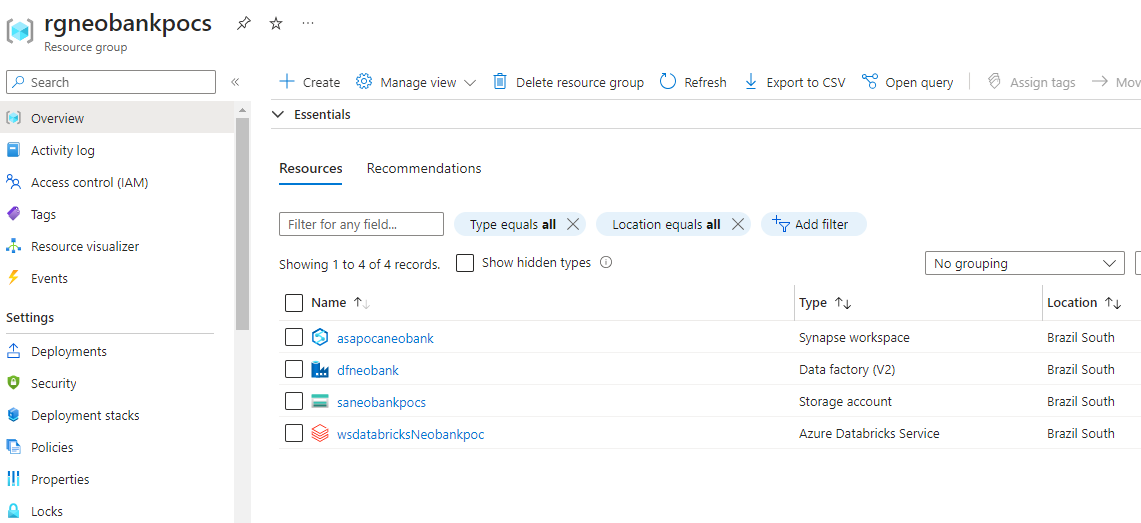 rgneobankpocs
Resource group
Search
Create Manage view Delete resource group Refresh Export to CSV Open query Assign tags Mov
Essentials
Overview
Activity log
Access control (IAM)
Tags
Resource visualizer
Events
Settings
Deployments
Security
Deployment stacks
Policies
Properties
Locks
Resources Recommendations
Filter for any field... Type equals all Location equals all Add filter
Showing 1 to 4 of 4 records. Show hidden types No grouping
Name Type Location
asapocaneobank Synapse workspace Brazil South
dfneobank Data factory (V2) Brazil South
saneobankpocs Storage account Brazil South
wsdatabricksNeobankpoc Azure Databricks Service Brazil South